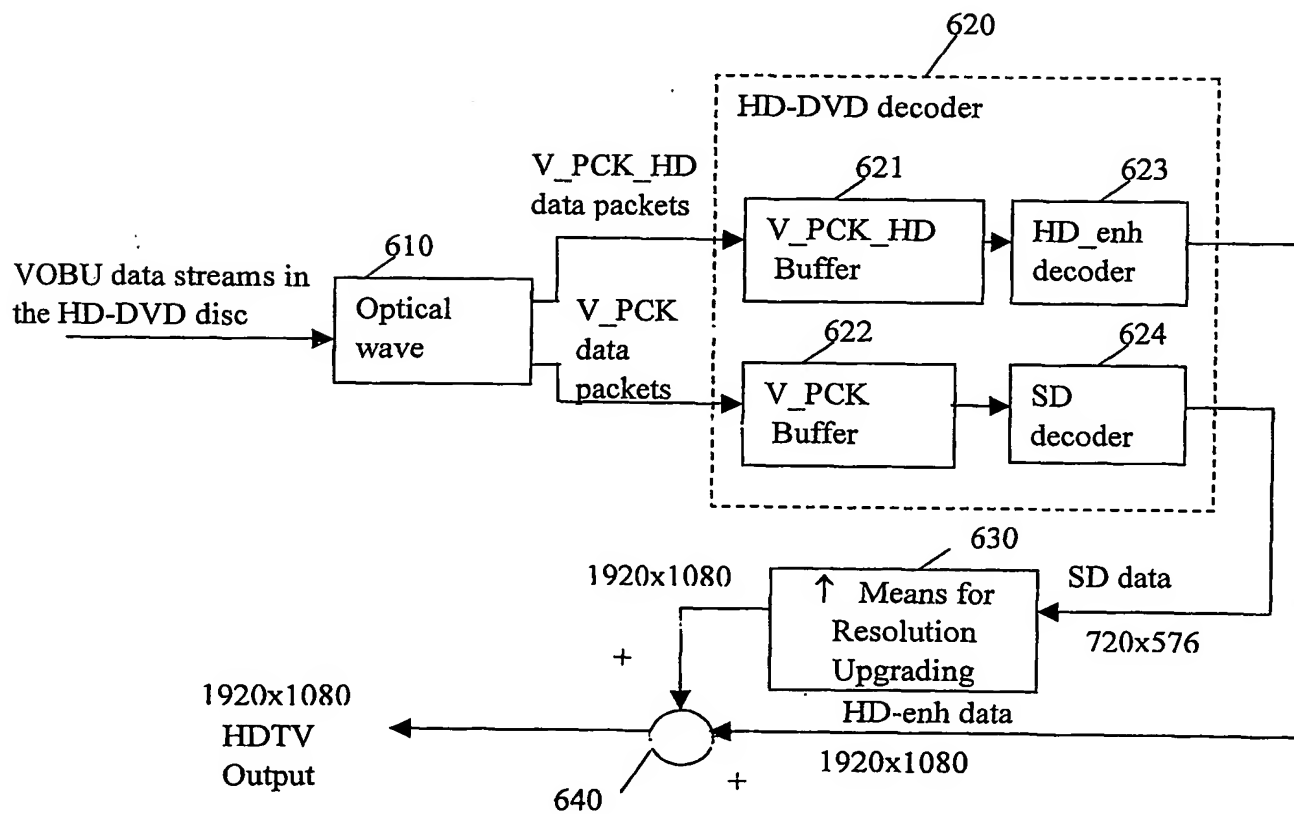 620
HD-DVD decoder
V_PCK_HD
data packets
621
623
V_PCK_HD
Buffer
HD_enh
decoder
610
VOBU data streams in
the HD-DVD disc
Optical
wave
V_PCK
data
packets
622
624
V_PCK
Buffer
SD
decoder
630
1920x1080
↑ Means for
Resolution
Upgrading
SD data
720x576
+
1920x1080
HDTV
Output
HD-enh data
1920x1080
+
640